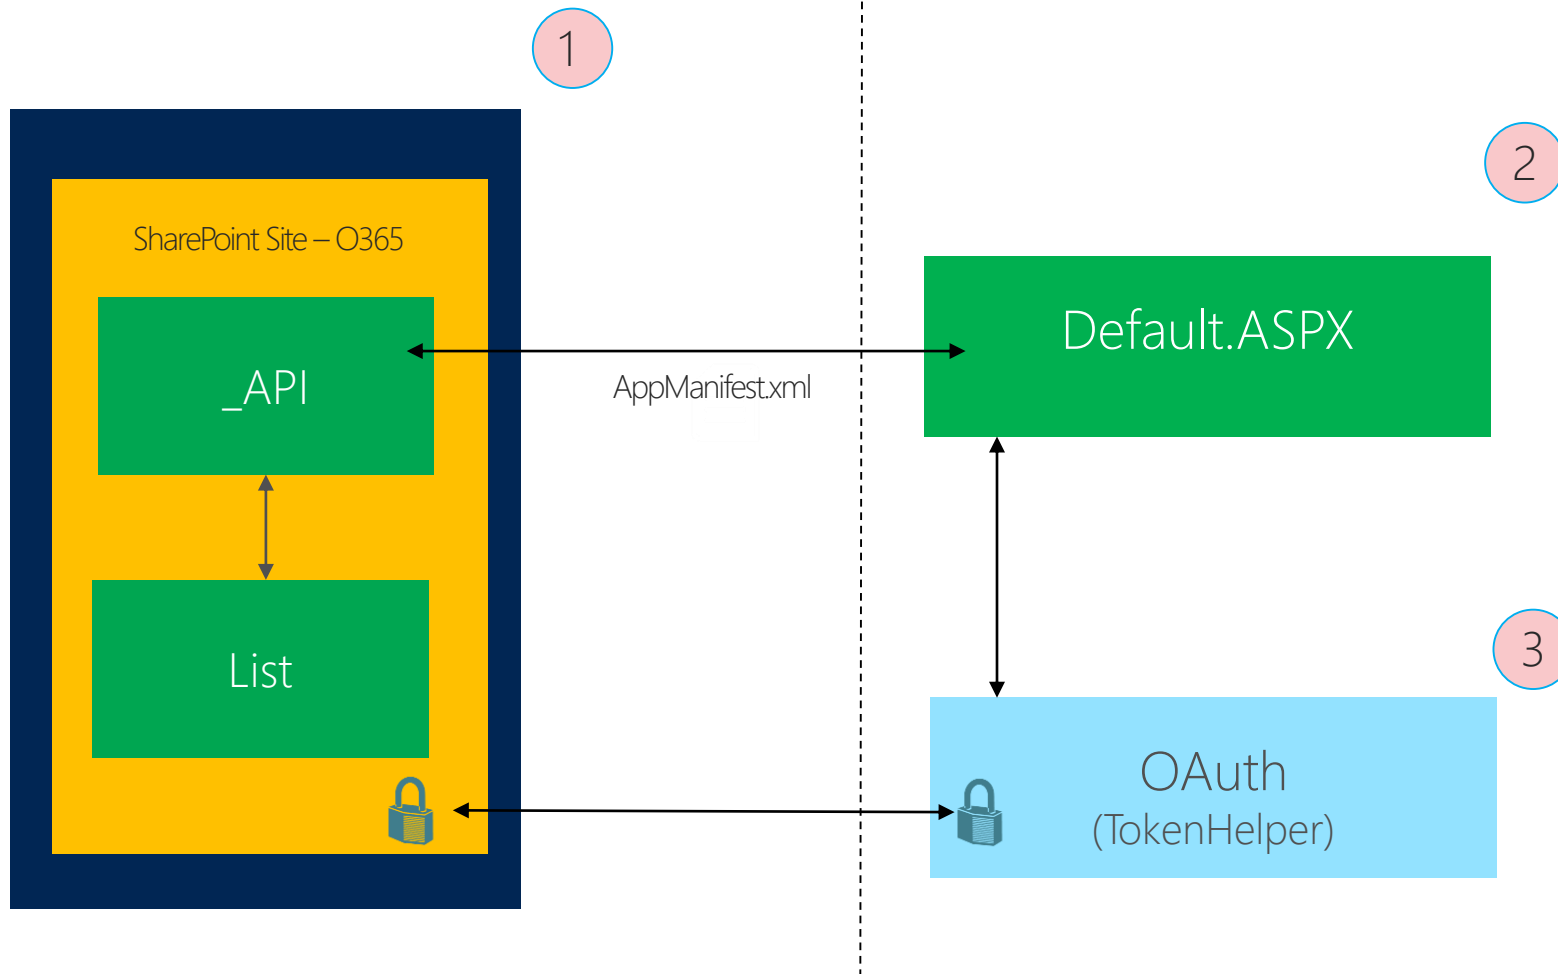 1
2
SharePoint Site – O365
Default.ASPX
_API
AppManifest.xml
3
List
OAuth
(TokenHelper)